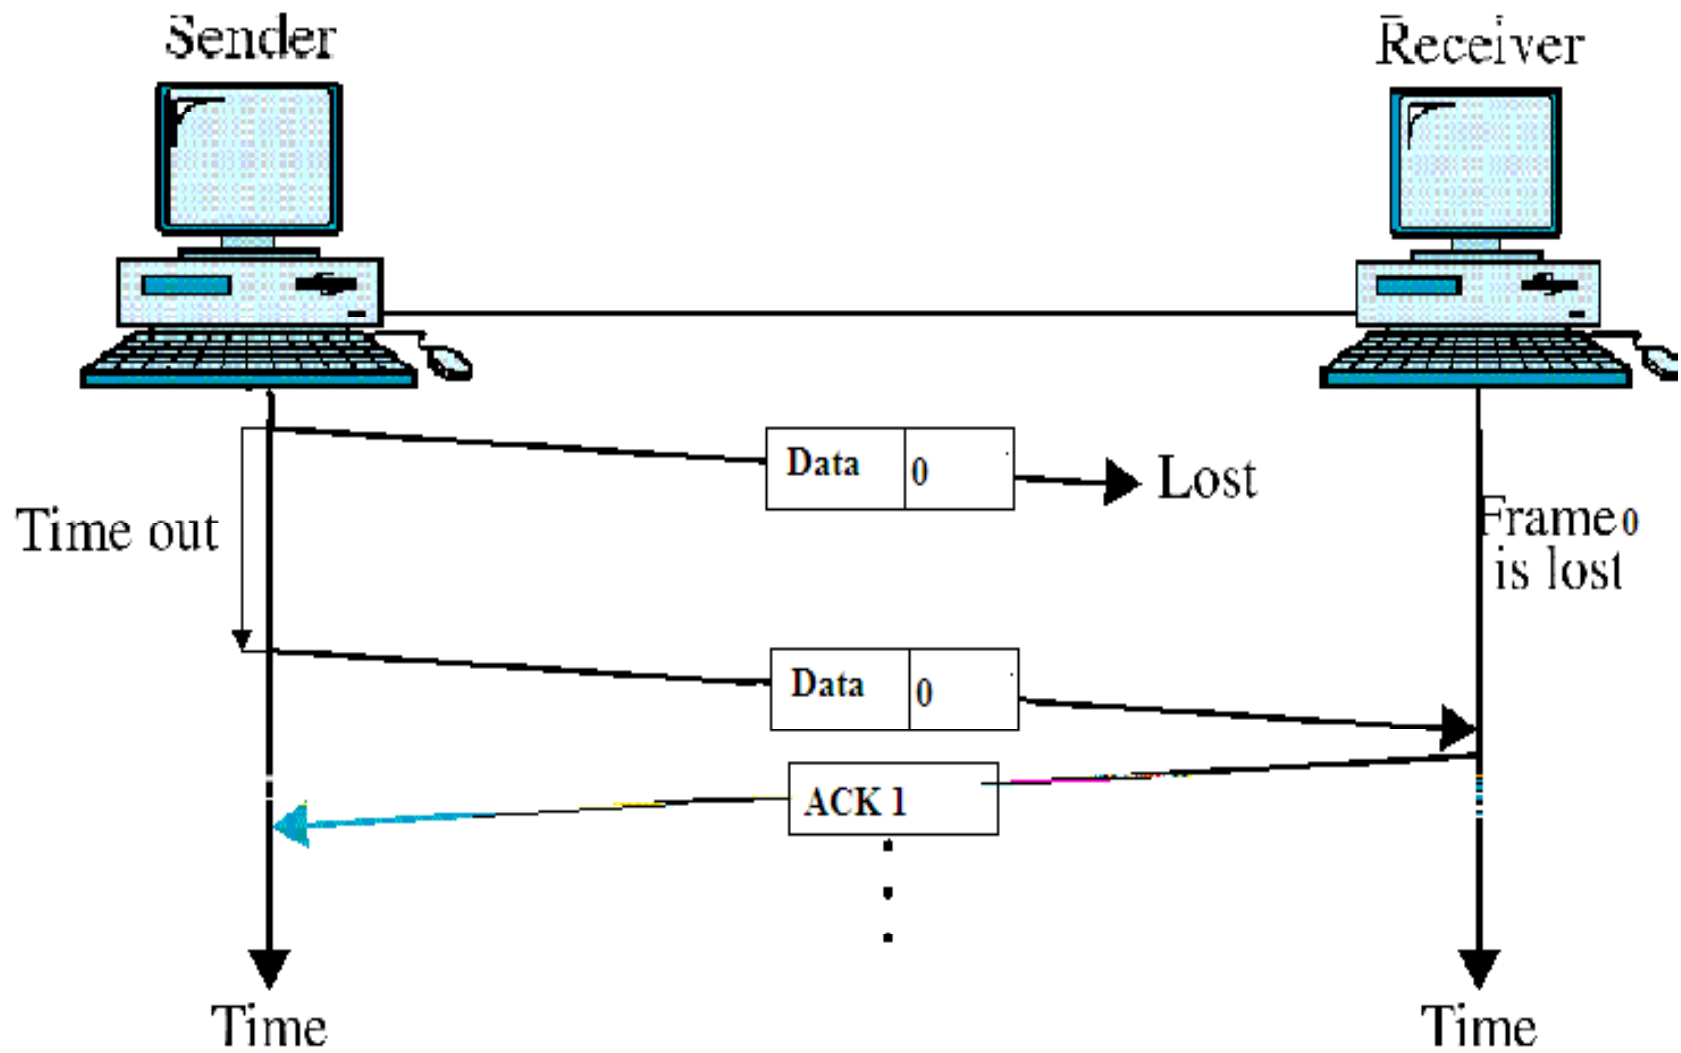 Sender
Receiver
Data 0
Lost
Time out
Frame 0
is lost
Data 0
ACK 1
Time
Time